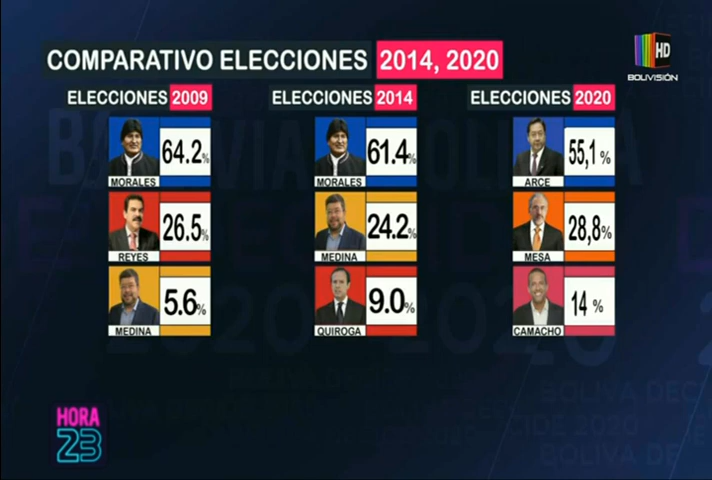 COMPARATIVO ELECCIONES 2014, 2020
HD
BOLIVISIÓN
ELECCIONES 2009
64.2%
MORALES
26.5%
REYES
5.6%
MEDINA
ELECCIONES 2014
61.4%
MORALES
24.2%
MEDINA
9.0%
QUIROGA
ELECCIONES 2020
55,1 %
ARCE
28,8%
MESA
14 %
CAMACHO
HORA
23